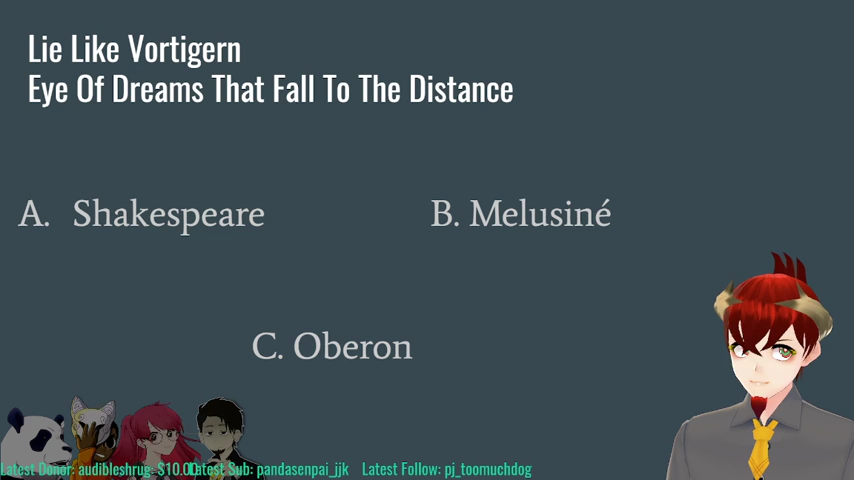 Lie Like Vortigern
Eye Of Dreams That Fall To The Distance
A. Shakespeare
B. Melusiné
C. Oberon
Latest Donor: audibleshrug: $10.00
Latest Sub: pandasenpai_jjk
Latest Follow: pj_toomuchdog